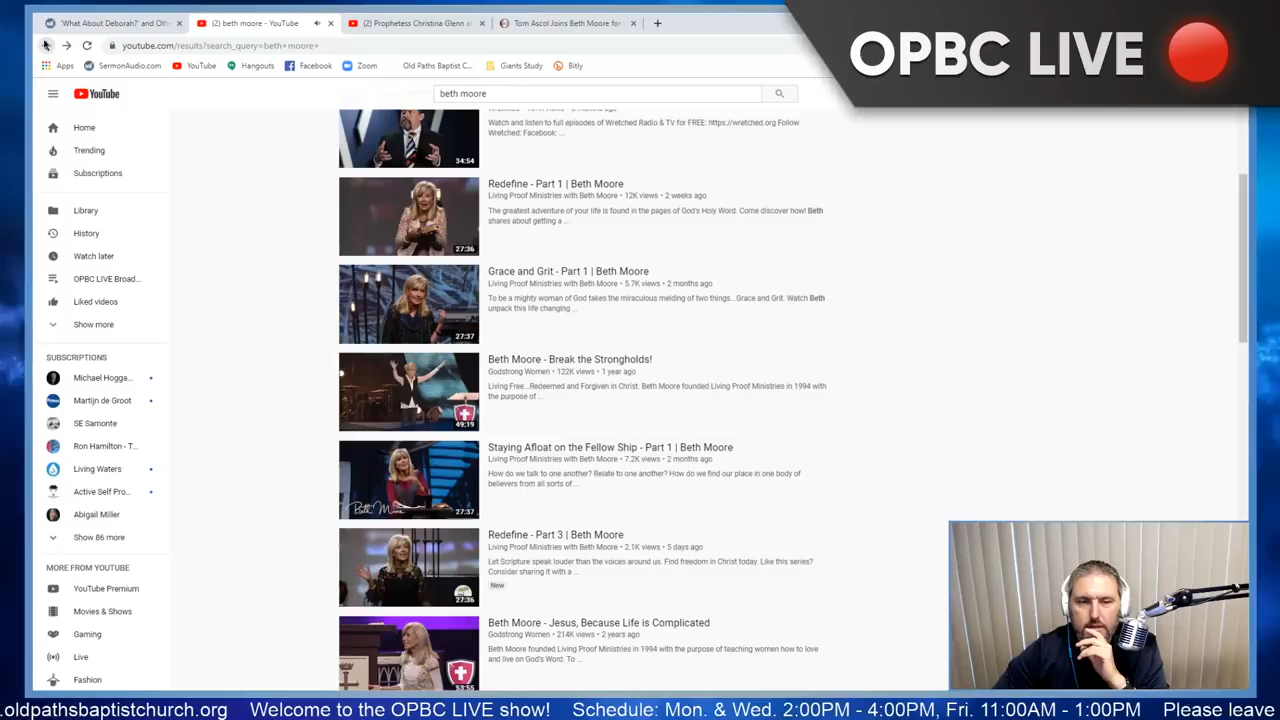 'What About Deborah?' and Oth
(2) beth moore - YouTube
(2) Prophetess Christina Glenn a
Tom Ascol Joins Beth Moore for
youtube.com/results?search_query=beth+moore+
Apps
SermonAudio.com
YouTube
Hangouts
Facebook
Zoom
Old Paths Baptist C...
Giants Study
Bitly
OPBC LIVE
YouTube
beth moore
Home
Trending
Subscriptions
Library
History
Watch later
OPBC LIVE Broad...
Liked videos
Show more
SUBSCRIPTIONS
Michael Hogga...
Martijn de Groot
SE Samonte
Ron Hamilton - T...
Living Waters
Active Self Pro...
Abigail Miller
Show 86 more
MORE FROM YOUTUBE
YouTube Premium
Movies & Shows
Gaming
Live
Fashion
Watch and listen to full episodes of Wretched Radio & TV for FREE: https://wretched.org Follow
Wretched: Facebook: ...
34:54
Redefine - Part 1 | Beth Moore
Living Proof Ministries with Beth Moore • 12K views • 2 weeks ago
The greatest adventure of your life is found in the pages of God's Holy Word. Come discover how! Beth
shares about getting a ...
27:36
Grace and Grit - Part 1 | Beth Moore
Living Proof Ministries with Beth Moore • 5.7K views • 2 months ago
To be a mighty woman of God takes the miraculous melding of two things...Grace and Grit. Watch Beth
unpack this life changing ...
27:37
Beth Moore - Break the Strongholds!
Godstrong Women • 122K views • 1 year ago
Living Free...Redeemed and Forgiven in Christ. Beth Moore founded Living Proof Ministries in 1994 with
the purpose of ...
49:19
Staying Afloat on the Fellow Ship - Part 1 | Beth Moore
Living Proof Ministries with Beth Moore • 7.2K views • 2 months ago
How do we talk to one another? Relate to one another? How do we find our place in one body of
believers from all sorts of ...
Beth Moore
27:37
Redefine - Part 3 | Beth Moore
Living Proof Ministries with Beth Moore • 2.1K views • 5 days ago
Let Scripture speak louder than the voices around us. Find freedom in Christ today. Like this series?
Consider sharing it with a ...
New
27:36
Beth Moore - Jesus, Because Life is Complicated
Godstrong Women • 214K views • 2 years ago
Beth Moore founded Living Proof Ministries in 1994 with the purpose of teaching women how to love
and live on God's Word. To ...
53:55
.oldpathsbaptistchurch.org Welcome to the OPBC LIVE show! Schedule: Mon. & Wed. 2:00PM - 4:00PM, Fri. 11:00AM - 1:00PM Please leave